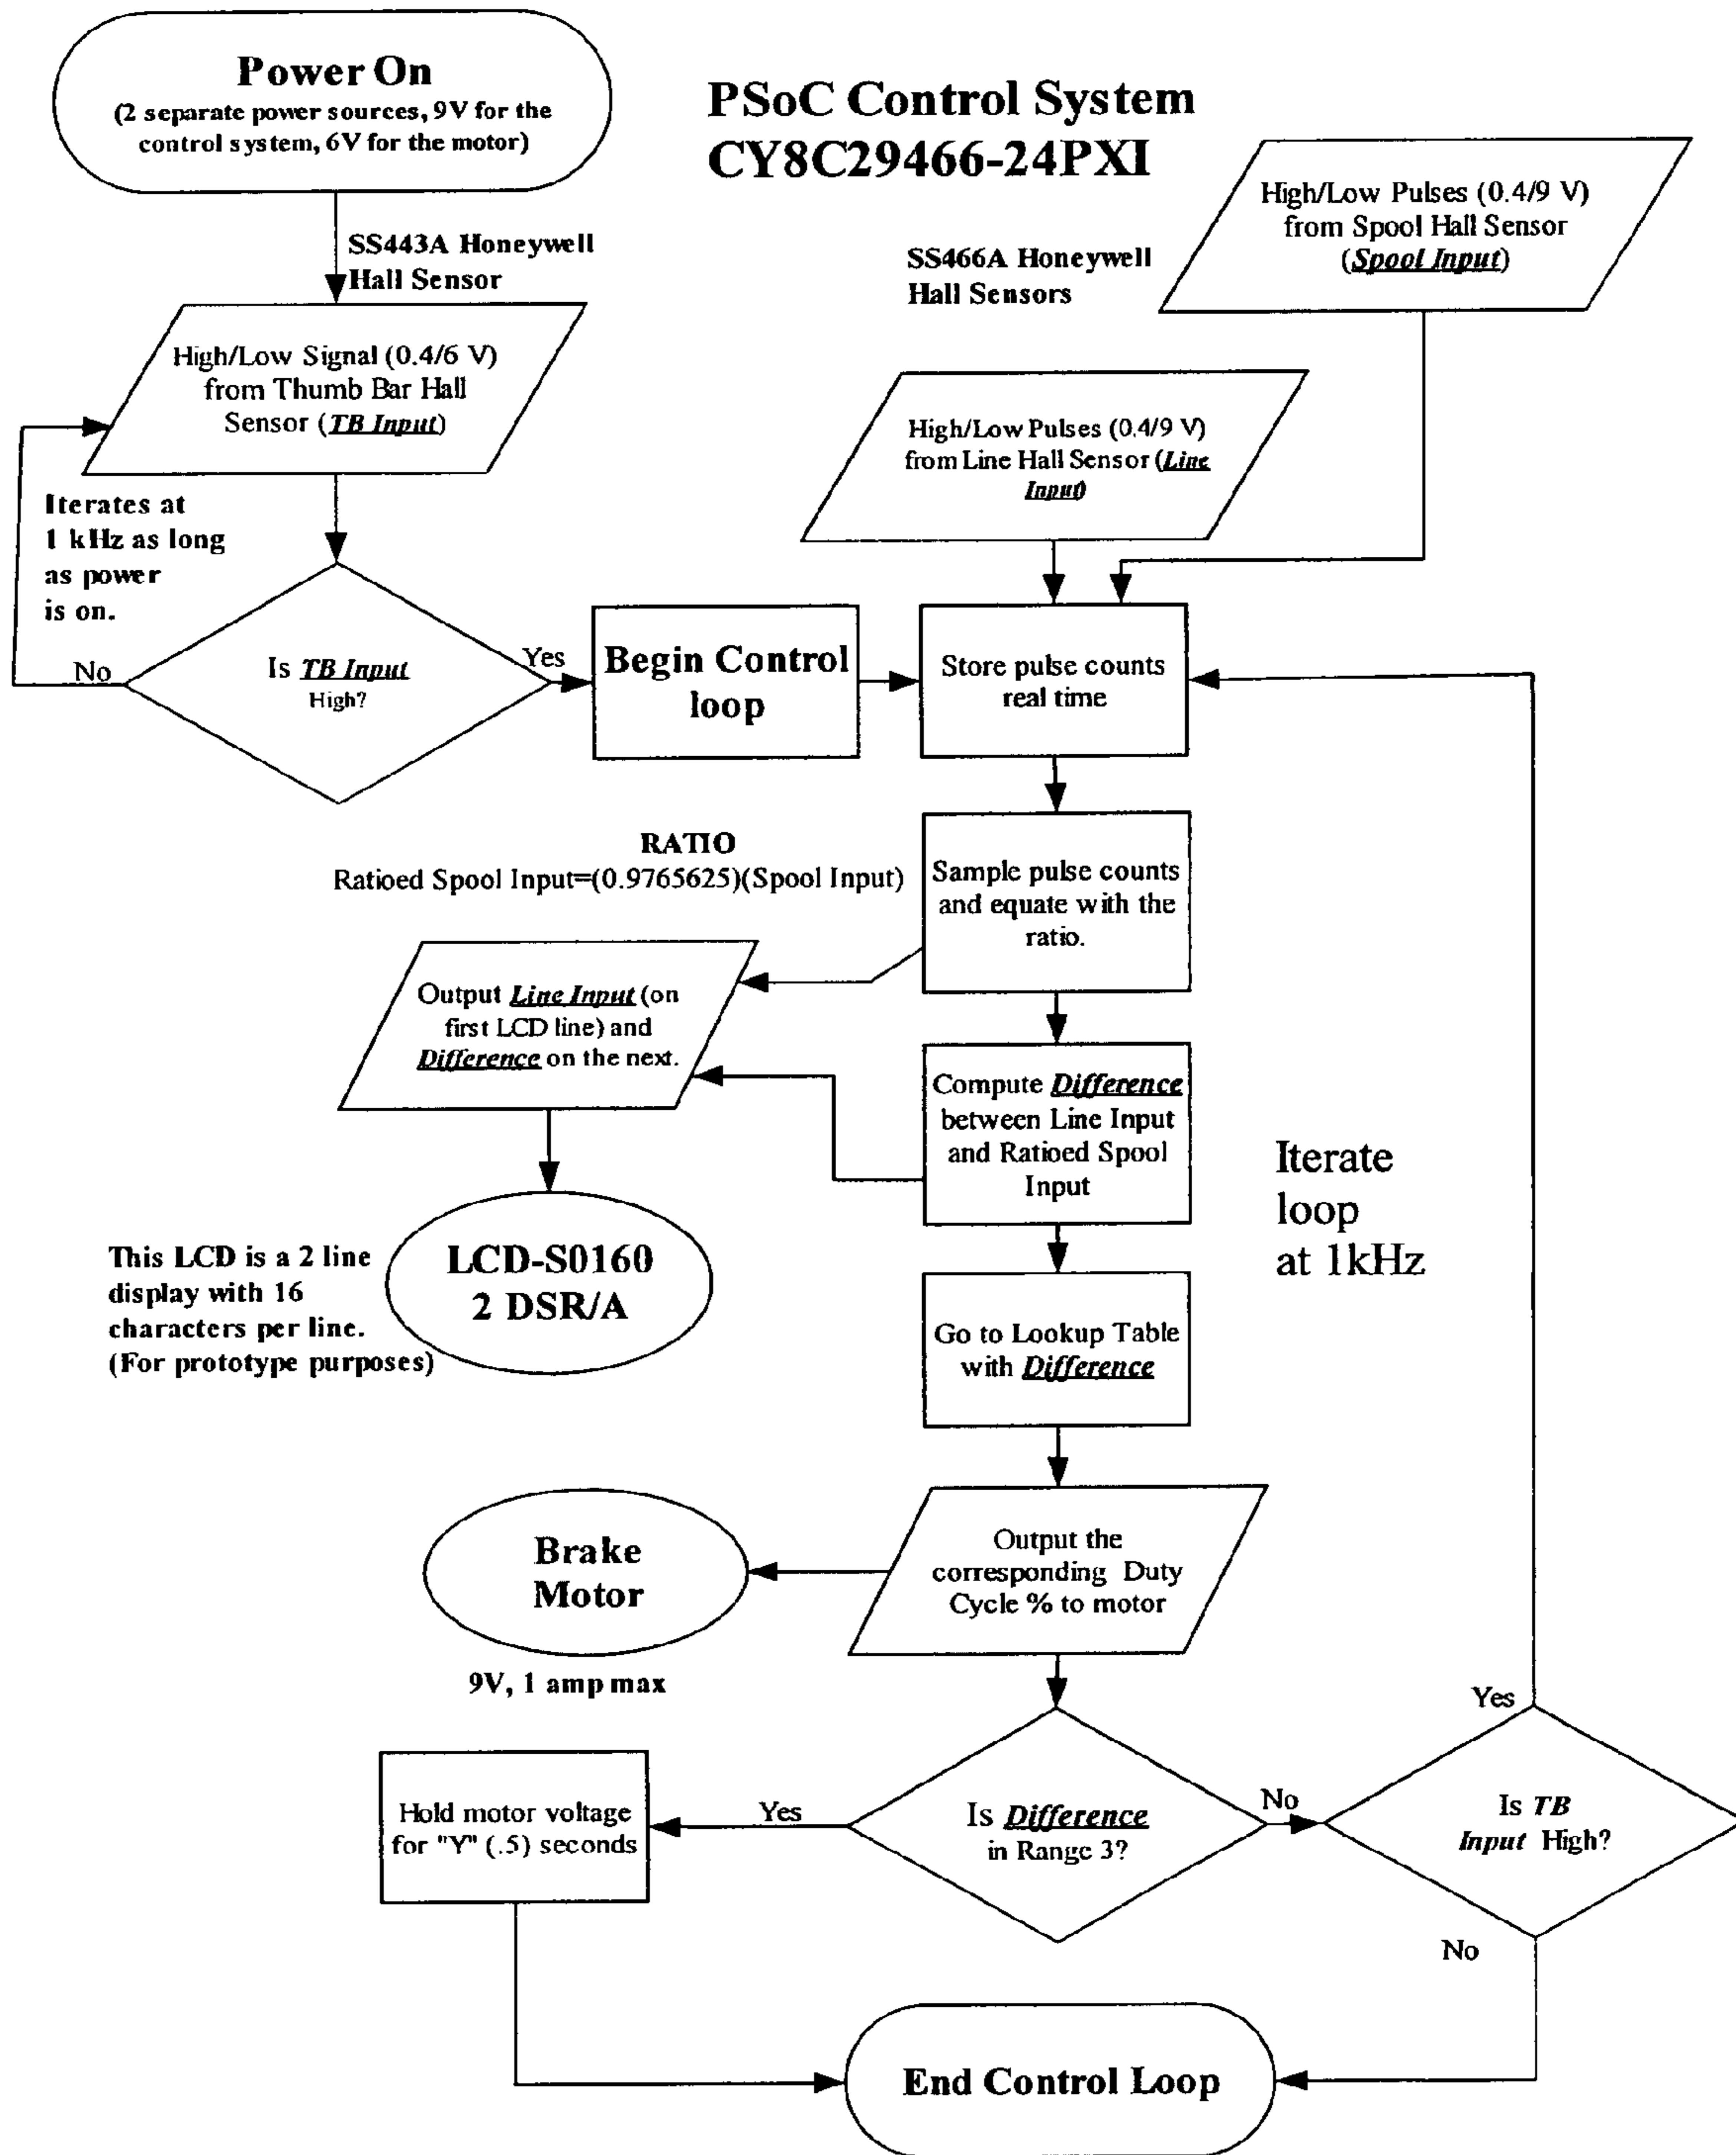 Power On
(2 separate power sources, 9V for the
control system, 6V for the motor)
PSoC Control System
CY8C29466-24PXI
High/Low Pulses (0.4/9 V)
from Spool Hall Sensor
(Spool Input)
SS443A Honeywell
Hall Sensor
SS466A Honeywell
Hall Sensors
High/Low Signal (0.4/6 V)
from Thumb Bar Hall
Sensor (TB Input)
High/Low Pulses (0.4/9 V)
from Line Hall Sensor (Line
Input)
Iterates at
1 kHz as long
as power
is on.
No
Is TB Input
High?
Yes
Begin Control
loop
Store pulse counts
real time
RATIO
Ratioed Spool Input=(0.9765625)(Spool Input)
Sample pulse counts
and equate with the
ratio.
Output Line Input (on
first LCD line) and
Difference on the next.
Compute Difference
between Line Input
and Ratioed Spool
Input
Iterate
loop
at 1kHz
This LCD is a 2 line
display with 16
characters per line.
(For prototype purposes)
LCD-S0160
2 DSR/A
Go to Lookup Table
with Difference
Brake
Motor
9V, 1 amp max
Output the
corresponding Duty
Cycle % to motor
Yes
Hold motor voltage
for "Y" (.5) seconds
Yes
Is Difference
in Range 3?
No
Is TB
Input High?
No
End Control Loop